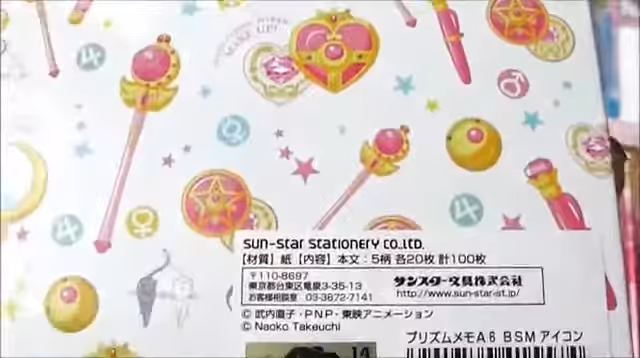 MAKE UP!
SUN-STAR STATIONERY CO.,LTD.
【材質】紙【内容】本文：5柄 各20枚 計100枚
〒110-8697
東京都台東区竜泉3-35-13
お客様相談室 03-3872-7141
サンスター文具株式会社
http://www.sun-star-st.jp/
© 武内直子・PNP・東映アニメーション
© Naoko Takeuchi
プリズムメモA6 BSM アイコン